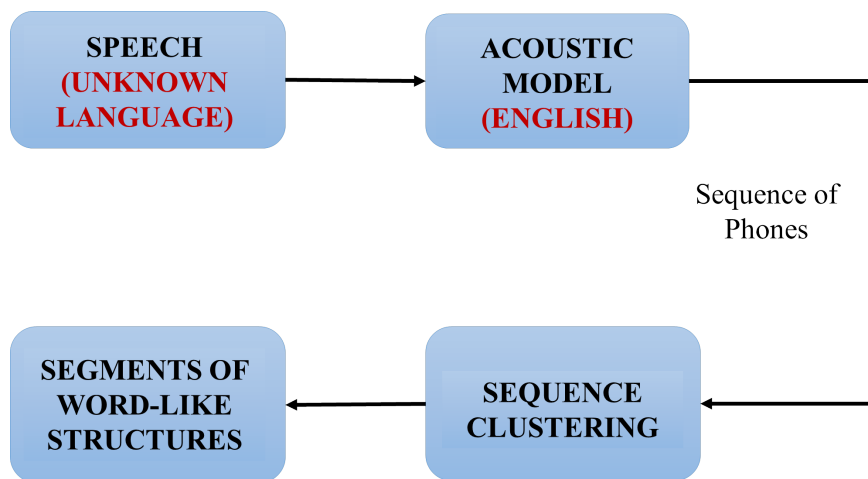 SPEECH
(UNKNOWN
LANGUAGE)
ACOUSTIC
MODEL
(ENGLISH)
Sequence of
Phones
SEGMENTS OF
WORD-LIKE
STRUCTURES
SEQUENCE
CLUSTERING